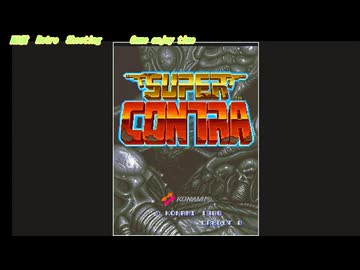 Retro Shooting Game enjoy time
SUPER
CONTRA
KONAMI
© KONAMI 1988
CREDIT 0